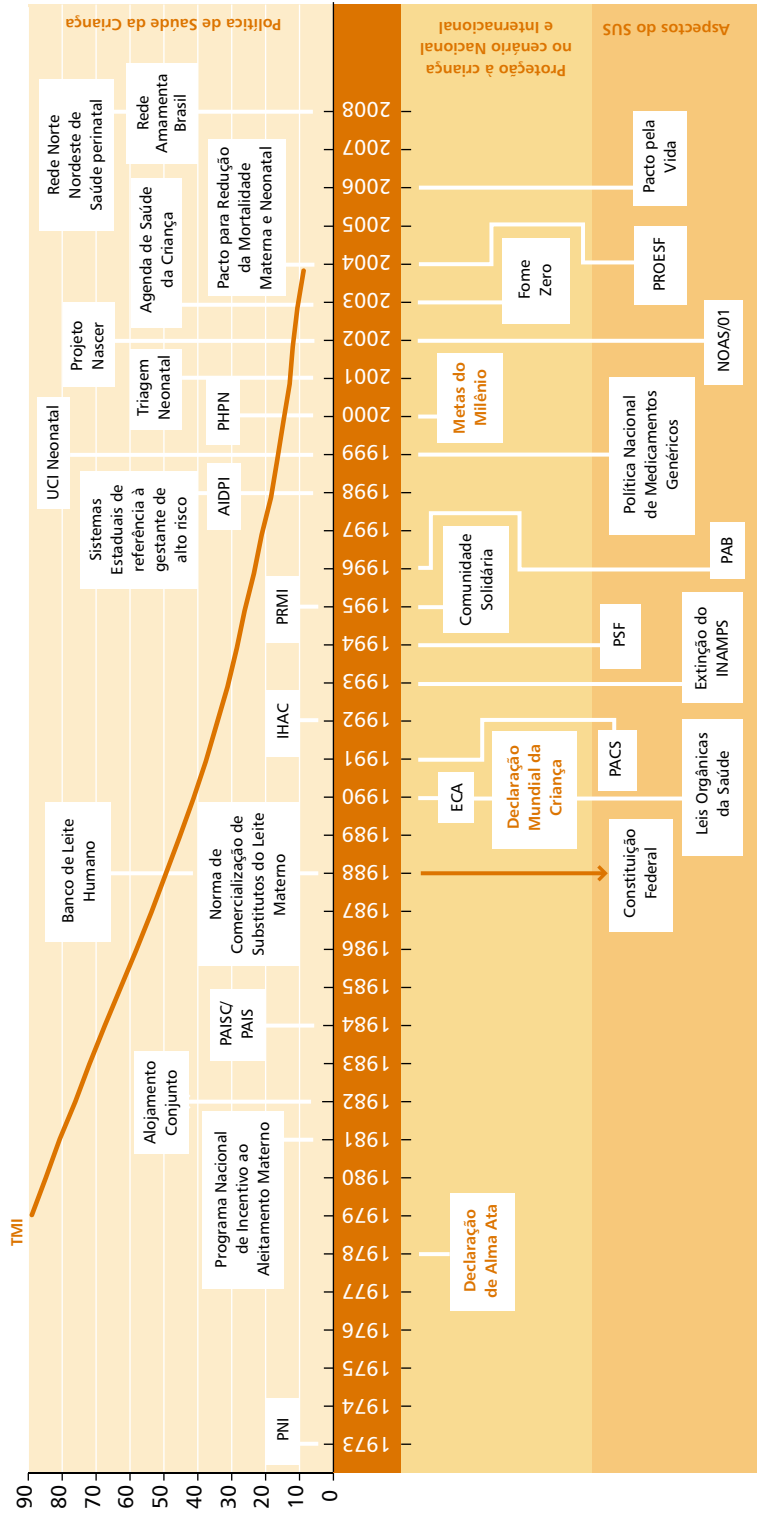 TMI
90
80
70
60
50
40
30
20
10
0
Política de Saúde da Criança
PNI
Programa Nacional
de Incentivo ao
Aleitamento Materno
Alojamento
Conjunto
PAISC/
PAIS
Banco de Leite
Humano
Norma de
Comercialização de
Substitutos do Leite
Materno
IHAC
PRMI
Sistemas
Estaduais de
referência à
gestante de
alto risco
AIDPI
UCI Neonatal
PHPN
Triagem
Neonatal
Projeto
Nascer
Agenda de Saúde
da Criança
Pacto para Redução
da Mortalidade
Materna e Neonatal
Rede Norte
Nordeste de
Saúde perinatal
Rede
Amamenta
Brasil
1973
1974
1975
1976
1977
1978
1979
1980
1981
1982
1983
1984
1985
1986
1987
1988
1989
1990
1991
1992
1993
1994
1995
1996
1997
1998
1999
2000
2001
2002
2003
2004
2005
2006
2007
2008
Proteção à criança
no cenário Nacional
e Internacional
Declaração
de Alma Ata
ECA
Declaração
Mundial da
Criança
Comunidade
Solidária
Metas do
Milênio
Fome
Zero
Aspectos do SUS
Constituição
Federal
Leis Orgânicas
da Saúde
PACS
Extinção do
INAMPS
PSF
PAB
Política Nacional
de Medicamentos
Genéricos
NOAS/01
PROESF
Pacto pela
Vida